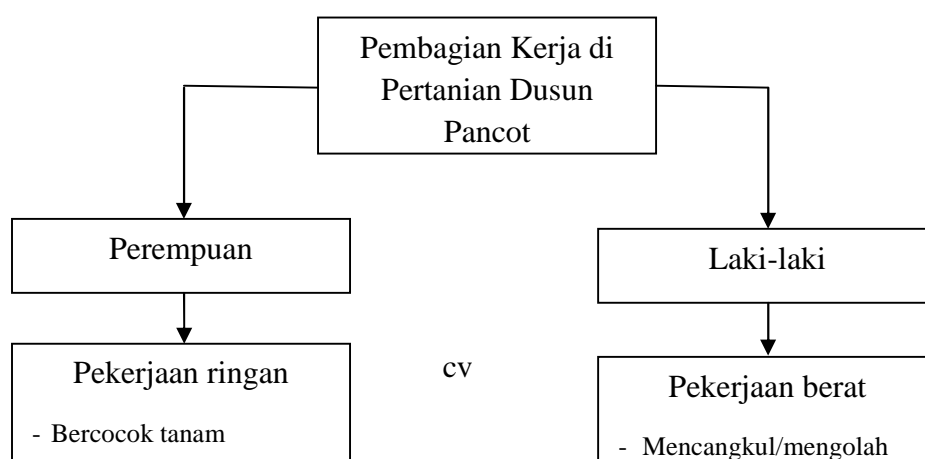 Pembagian Kerja di
Pertanian Dusun
Pancot
Perempuan
Laki-laki
Pekerjaan ringan
- Bercocok tanam
cv
Pekerjaan berat
- Mencangkul/mengolah